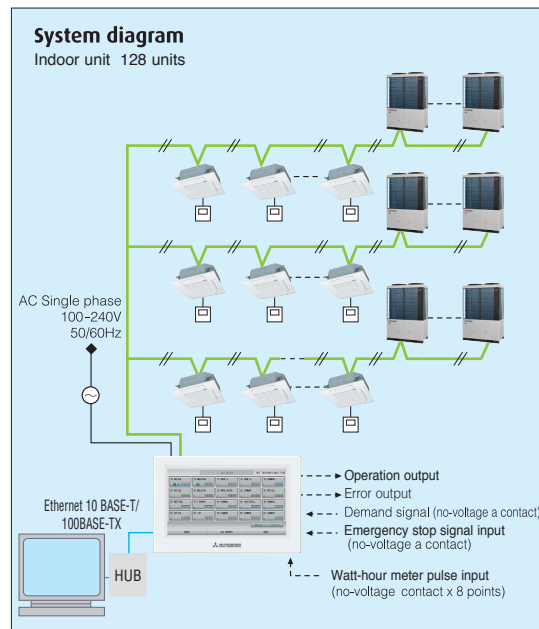 System diagram
Indoor unit 128 units
AC Single phase
100-240V
50/60Hz
Ethernet 10 BASE-T/
100BASE-TX
HUB
Operation output
Error output
Demand signal (no-voltage a contact)
Emergency stop signal input
(no-voltage a contact)
Watt-hour meter pulse input
(no-voltage contact x 8 points)